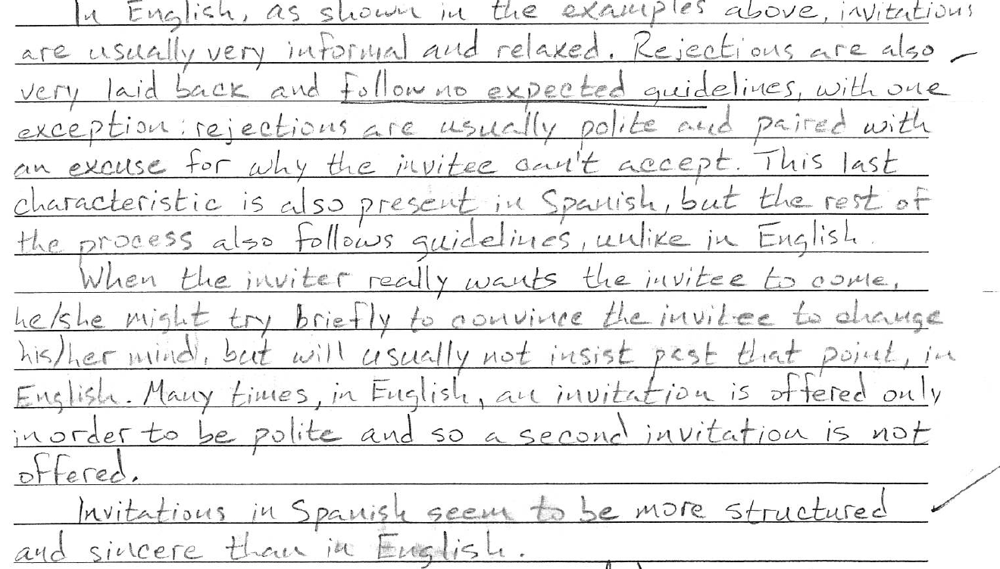 In English, as shown in the examples above, invitations
are usually very informal and relaxed. Rejections are also
very laid back and follow no expected guidelines, with one
exception: rejections are usually polite and paired with
an excuse for why the invitee can't accept. This last
characteristic is also present in Spanish, but the rest of
the process also follows guidelines, unlike in English.
When the inviter really wants the invitee to come,
he/she might try briefly to convince the invitee to change
his/her mind, but will usually not insist past that point, in
English. Many times, in English, an invitation is offered only
in order to be polite and so a second invitation is not
offered.
Invitations in Spanish seem to be more structured
and sincere than in English.